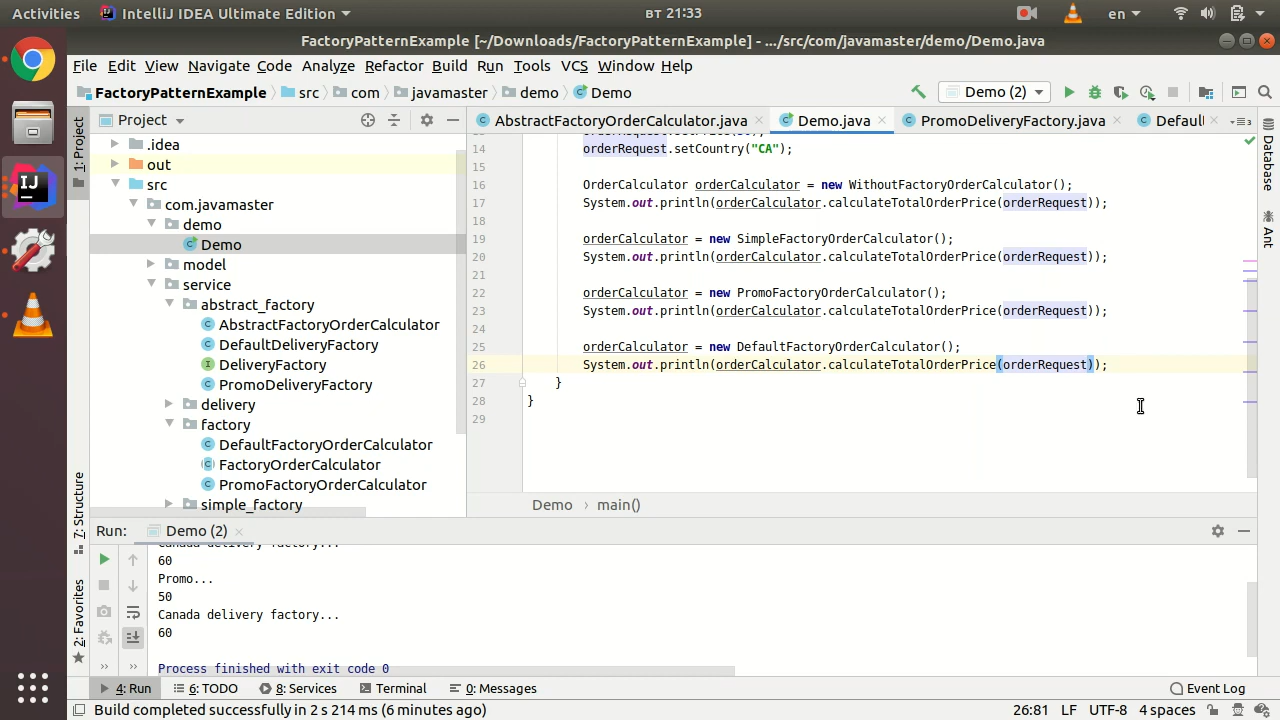 Activities
IntelliJ IDEA Ultimate Edition
вт 21:33
en
FactoryPatternExample [~/Downloads/FactoryPatternExample] - .../src/com/javamaster/demo/Demo.java
File Edit View Navigate Code Analyze Refactor Build Run Tools VCS Window Help
FactoryPatternExample src com javamaster demo Demo
Demo (2)
Project
AbstractFactoryOrderCalculator.java
Demo.java
PromoDeliveryFactory.java
Defaul
3
1: Project
.idea
out
src
com.javamaster
demo
Demo
model
service
abstract_factory
AbstractFactoryOrderCalculator
DefaultDeliveryFactory
DeliveryFactory
PromoDeliveryFactory
delivery
factory
DefaultFactoryOrderCalculator
FactoryOrderCalculator
PromoFactoryOrderCalculator
simple_factory
14 orderRequest.setCountry("CA");
15
16 OrderCalculator orderCalculator = new WithoutFactoryOrderCalculator();
17 System.out.println(orderCalculator.calculateTotalOrderPrice(orderRequest));
18
19 orderCalculator = new SimpleFactoryOrderCalculator();
20 System.out.println(orderCalculator.calculateTotalOrderPrice(orderRequest));
21
22 orderCalculator = new PromoFactoryOrderCalculator();
23 System.out.println(orderCalculator.calculateTotalOrderPrice(orderRequest));
24
25 orderCalculator = new DefaultFactoryOrderCalculator();
26 System.out.println(orderCalculator.calculateTotalOrderPrice(orderRequest));
27 }
28 }
29
Demo > main()
Database
Ant
7: Structure
2: Favorites
Run: Demo (2)
Canada delivery factory...
60
Promo...
50
Canada delivery factory...
60
Process finished with exit code 0
4: Run 6: TODO 8: Services Terminal 0: Messages Event Log
Build completed successfully in 2 s 214 ms (6 minutes ago)
26:81 LF UTF-8 4 spaces